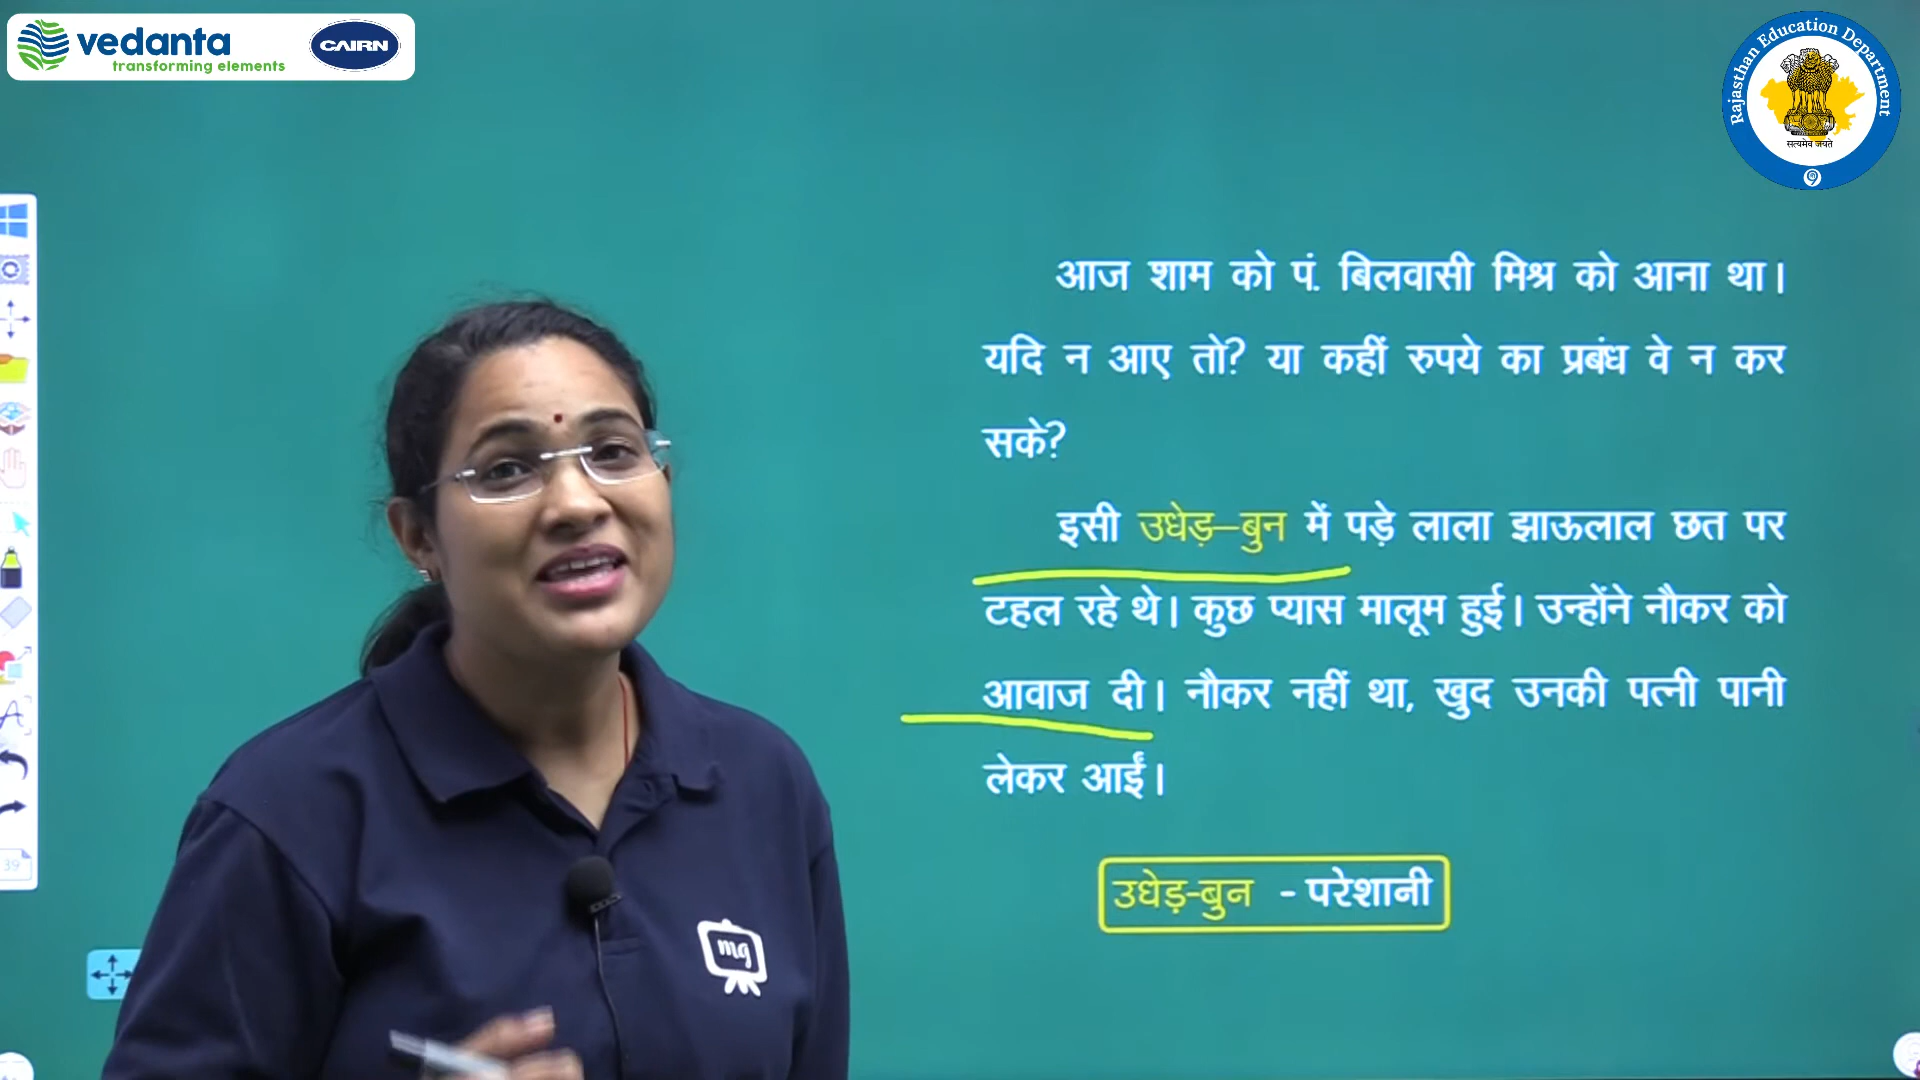 vedanta
transforming elements
CAIRN
Rajasthan Education Department
सत्यमेव जयते
आज शाम को पं. बिलवासी मिश्र को आना था।
यदि न आए तो? या कहीं रुपये का प्रबंध वे न कर
सके?
इसी उधेड़–बुन में पड़े लाला झाऊलाल छत पर
टहल रहे थे। कुछ प्यास मालूम हुई। उन्होंने नौकर को
आवाज दी। नौकर नहीं था, खुद उनकी पत्नी पानी
लेकर आईं।
उधेड़-बुन - परेशानी
mg
39